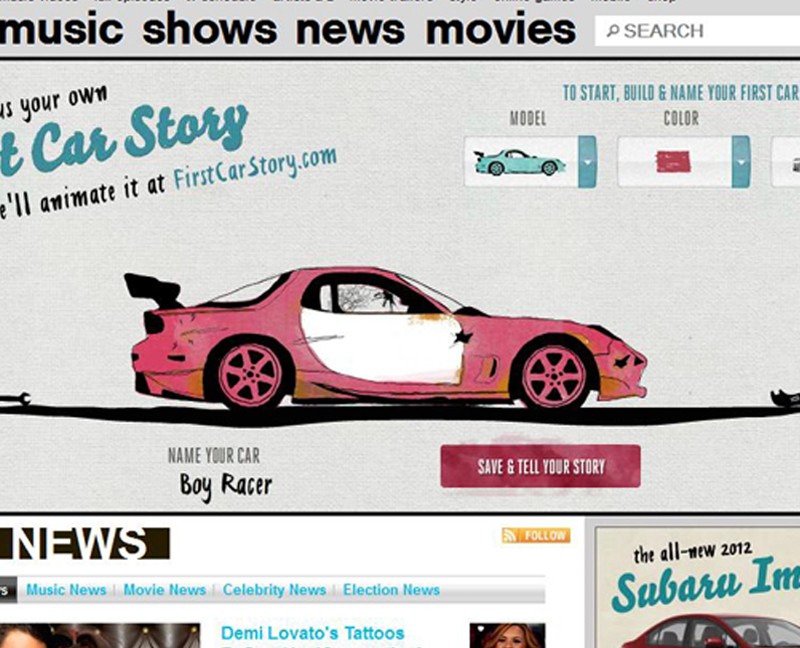 music shows news movies
SEARCH
us your own
t Car Story
e'll animate it at FirstCarStory.com
TO START, BUILD & NAME YOUR FIRST CAR
MODEL
COLOR
NAME YOUR CAR
Boy Racer
SAVE & TELL YOUR STORY
NEWS
FOLLOW
Music News
Movie News
Celebrity News
Election News
the all-new 2012
Subaru Im
Demi Lovato's Tattoos